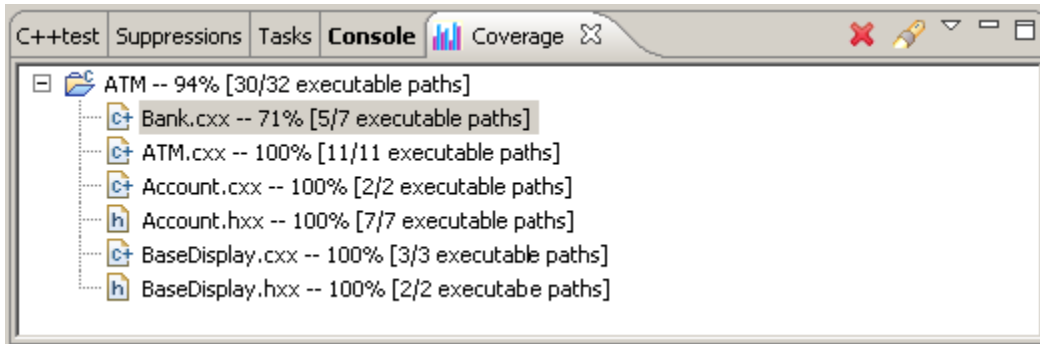 C++test Suppressions Tasks Console Coverage
ATM -- 94% [30/32 executable paths]
Bank.cxx -- 71% [5/7 executable paths]
ATM.cxx -- 100% [11/11 executable paths]
Account.cxx -- 100% [2/2 executable paths]
Account.hxx -- 100% [7/7 executable paths]
BaseDisplay.cxx -- 100% [3/3 executable paths]
BaseDisplay.hxx -- 100% [2/2 executabe paths]